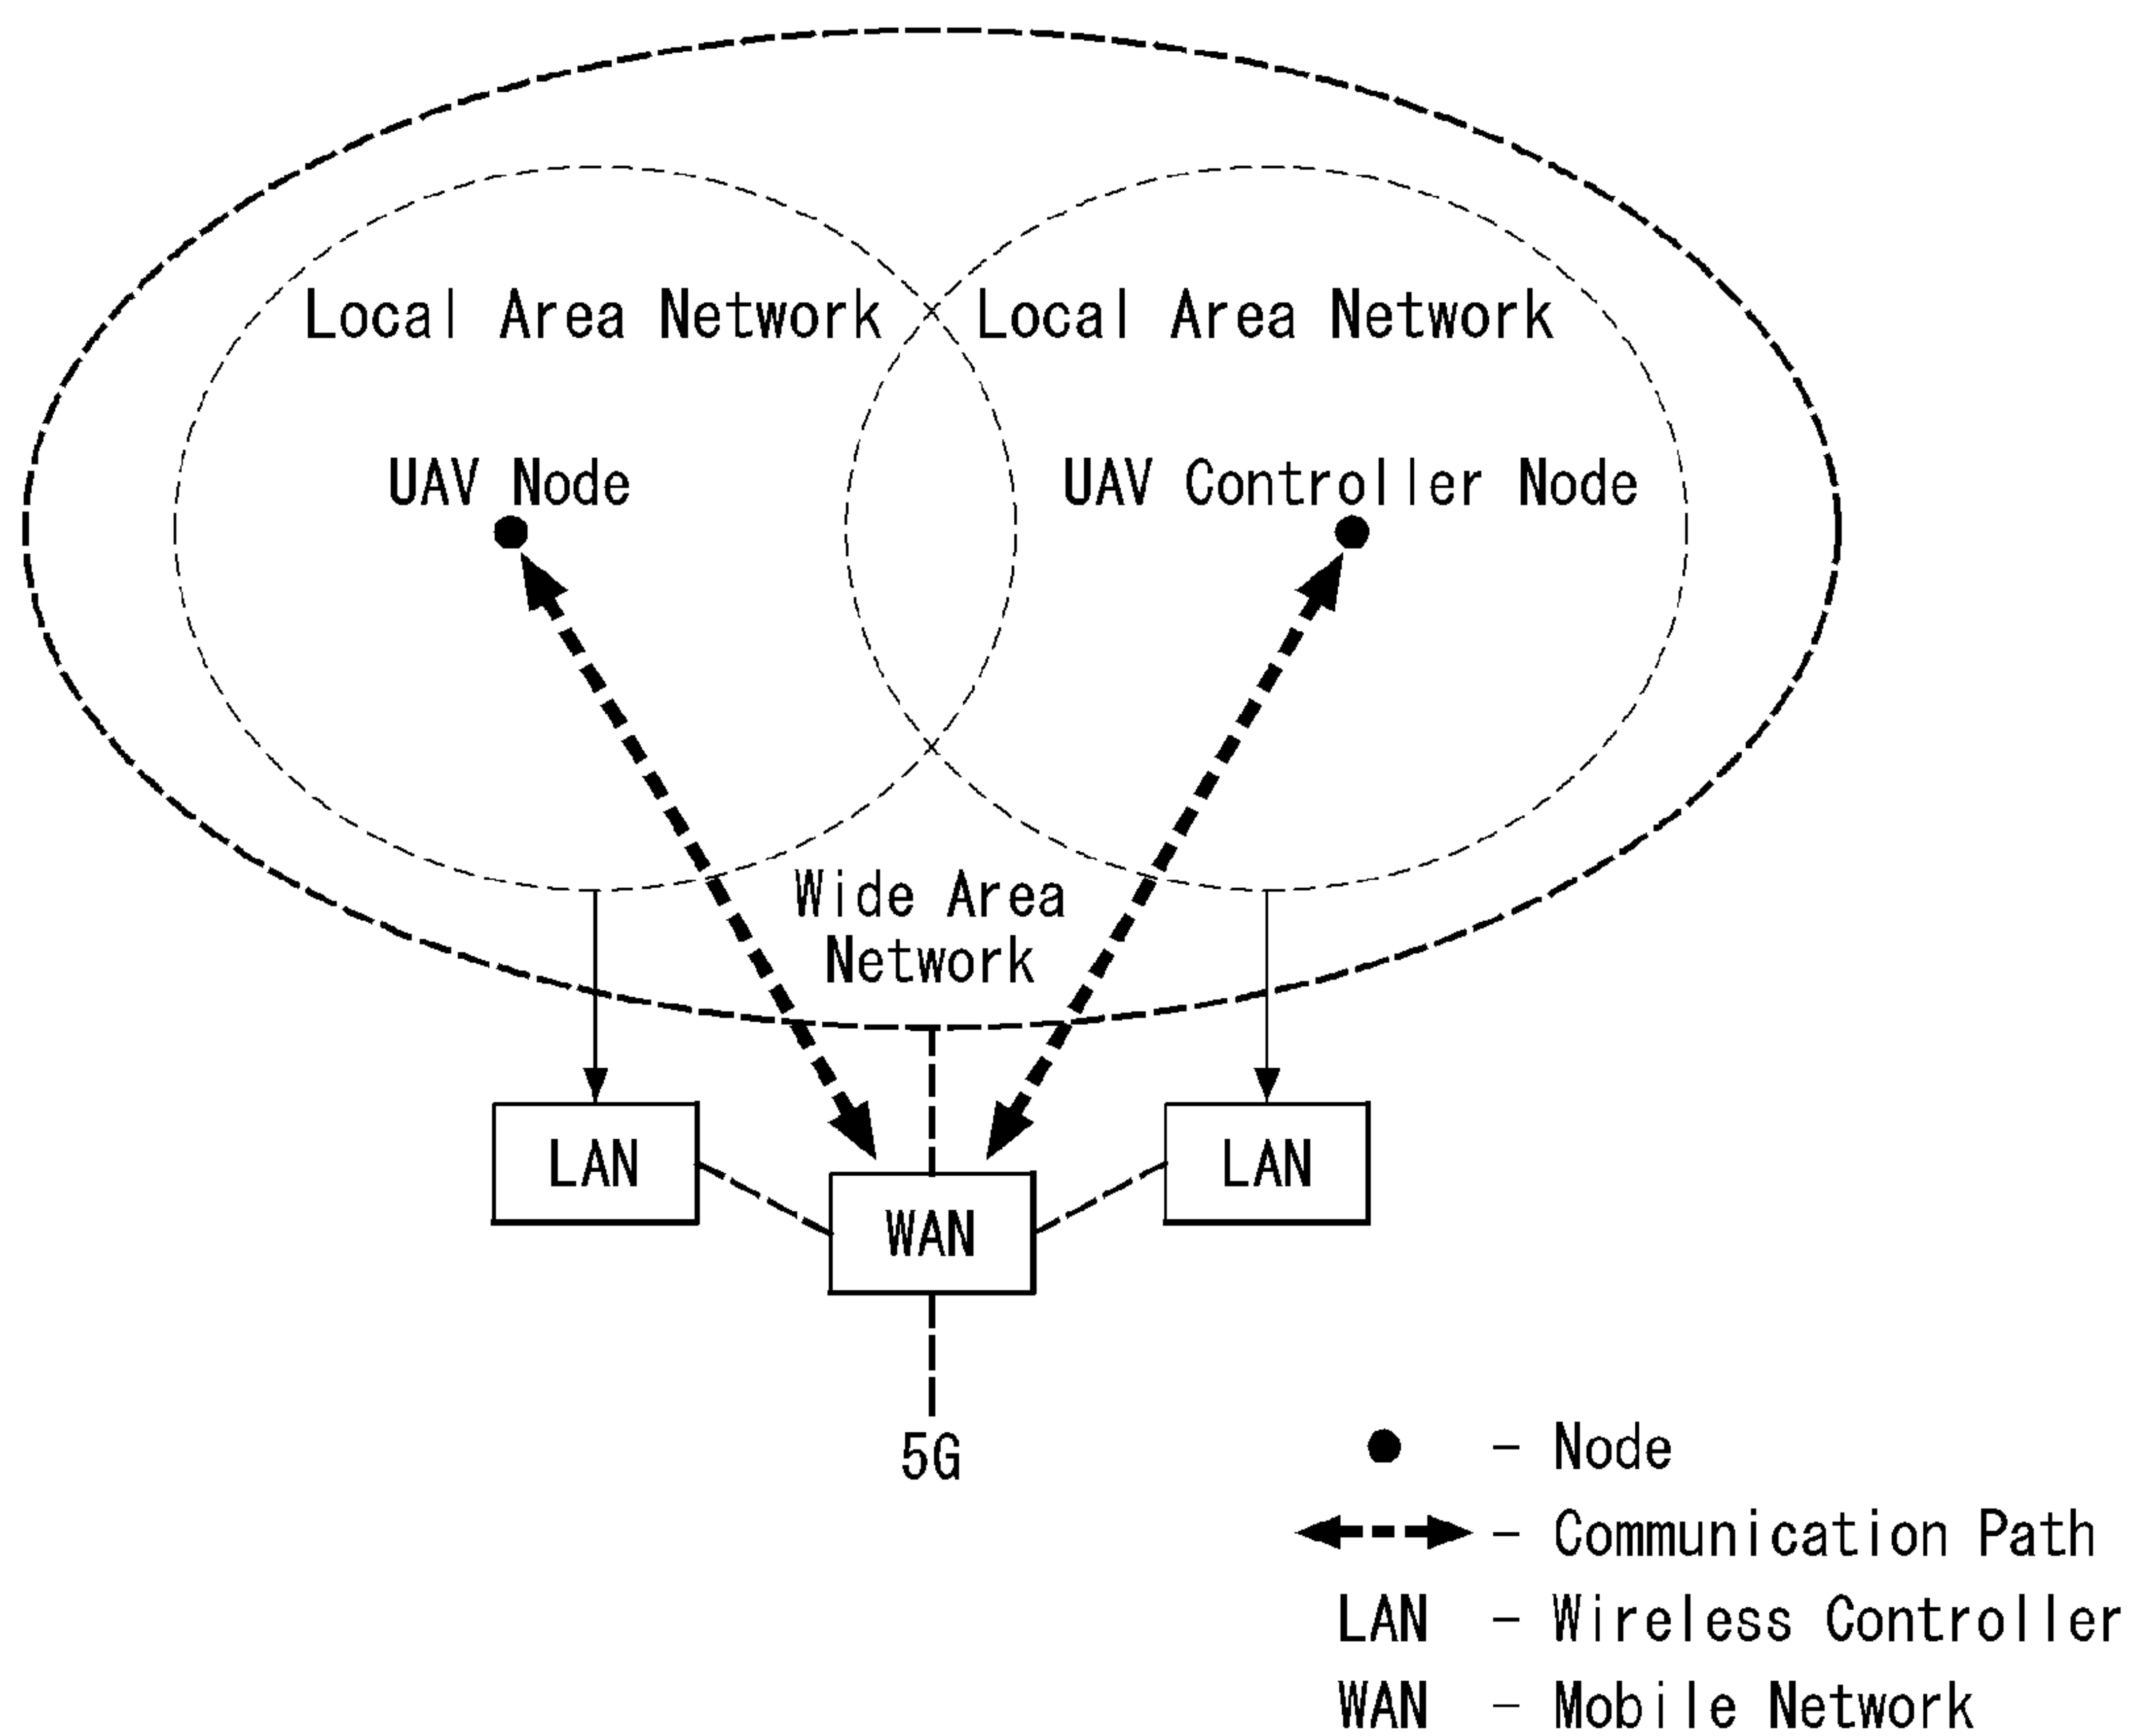 Local Area Network
Local Area Network
UAV Node
UAV Controller Node
Wide Area
Network
LAN
LAN
WAN
5G
- Node
- Communication Path
LAN - Wireless Controller
WAN - Mobile Network